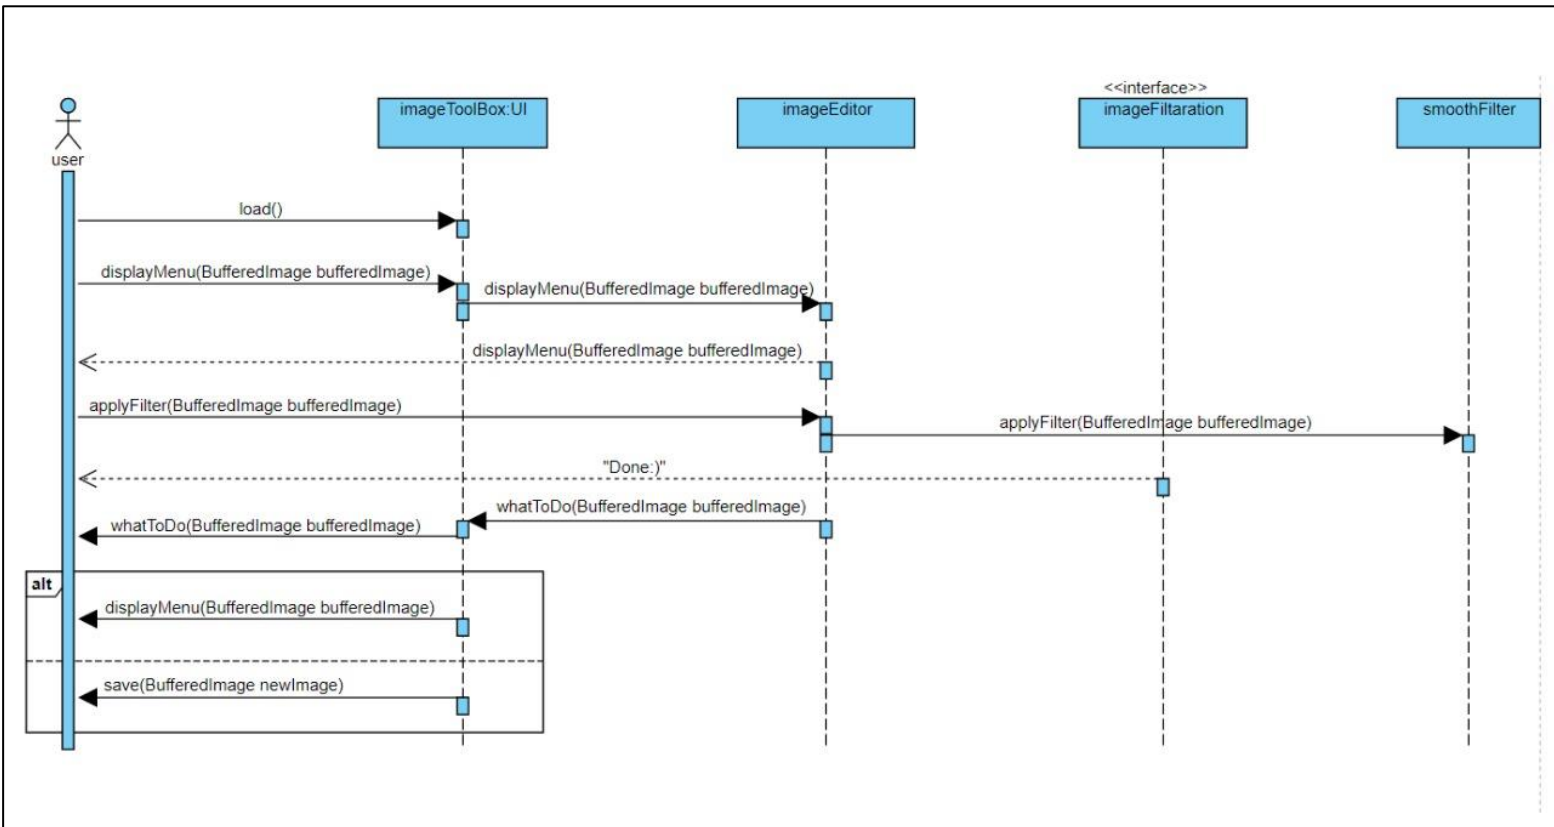 <<interface>>
imageToolBox:UI
imageEditor
imageFiltaration
smoothFilter
user
load()
displayMenu(BufferedImage bufferedImage)
displayMenu(BufferedImage bufferedImage)
displayMenu(BufferedImage bufferedImage)
applyFilter(BufferedImage bufferedImage)
applyFilter(BufferedImage bufferedImage)
"Done:)"
whatToDo(BufferedImage bufferedImage)
whatToDo(BufferedImage bufferedImage)
alt
displayMenu(BufferedImage bufferedImage)
save(BufferedImage newImage)